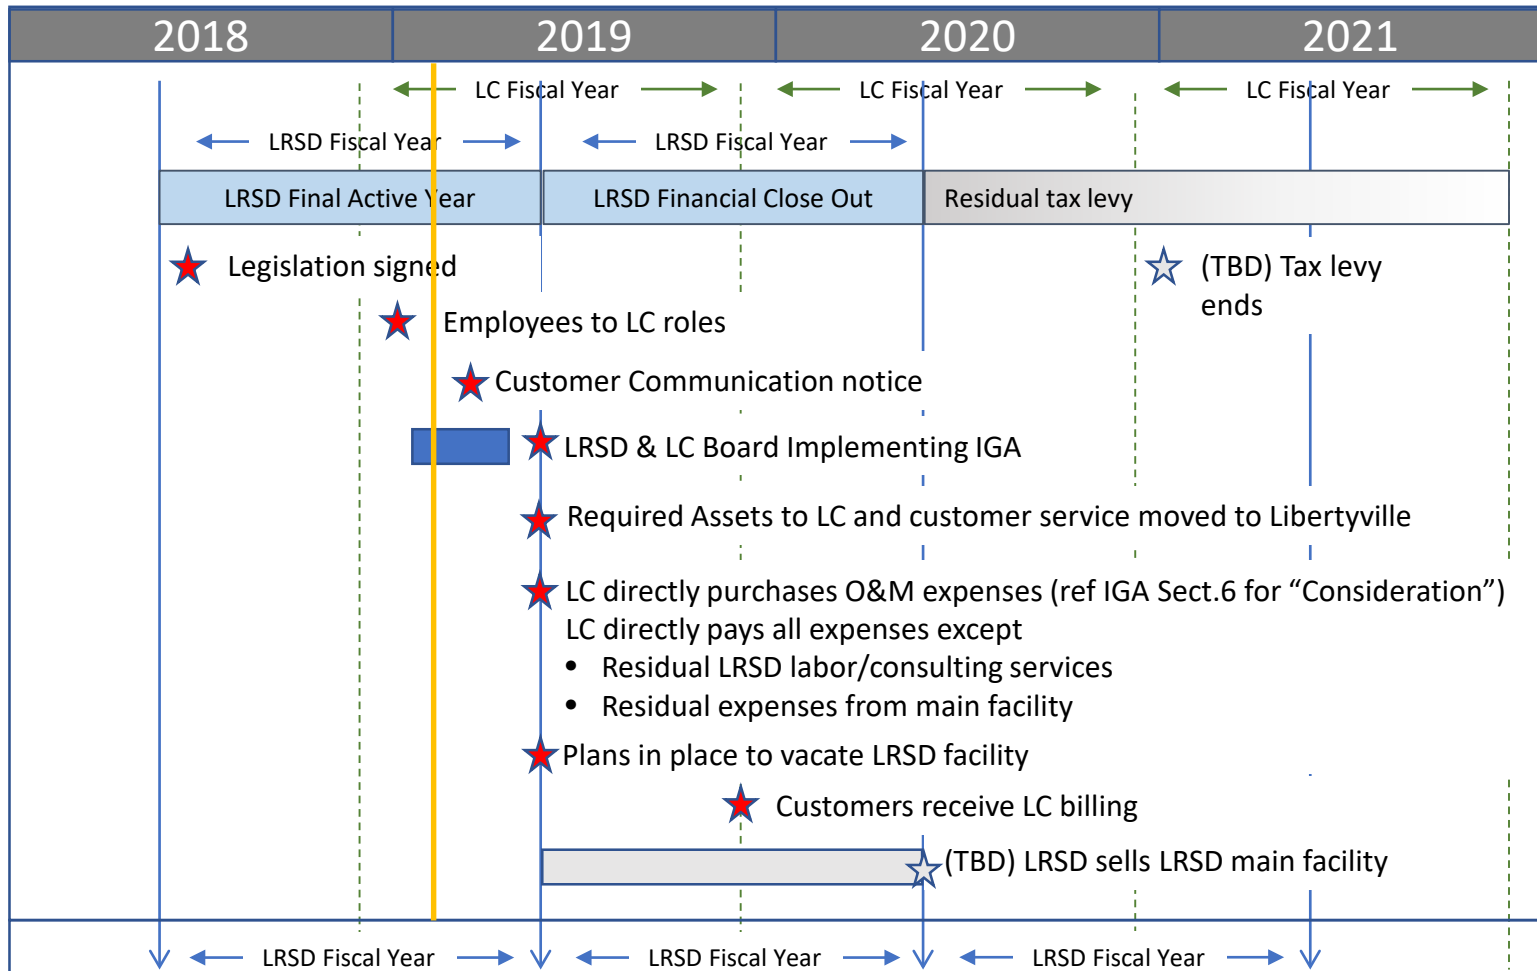 2018 2019 2020 2021
LC Fiscal Year LC Fiscal Year LC Fiscal Year
LRSD Fiscal Year LRSD Fiscal Year
LRSD Final Active Year LRSD Financial Close Out Residual tax levy
Legislation signed
(TBD) Tax levy
ends
Employees to LC roles
Customer Communication notice
LRSD & LC Board Implementing IGA
Required Assets to LC and customer service moved to Libertyville
LC directly purchases O&M expenses (ref IGA Sect.6 for “Consideration”)
LC directly pays all expenses except
• Residual LRSD labor/consulting services
• Residual expenses from main facility
Plans in place to vacate LRSD facility
Customers receive LC billing
(TBD) LRSD sells LRSD main facility
LRSD Fiscal Year LRSD Fiscal Year LRSD Fiscal Year